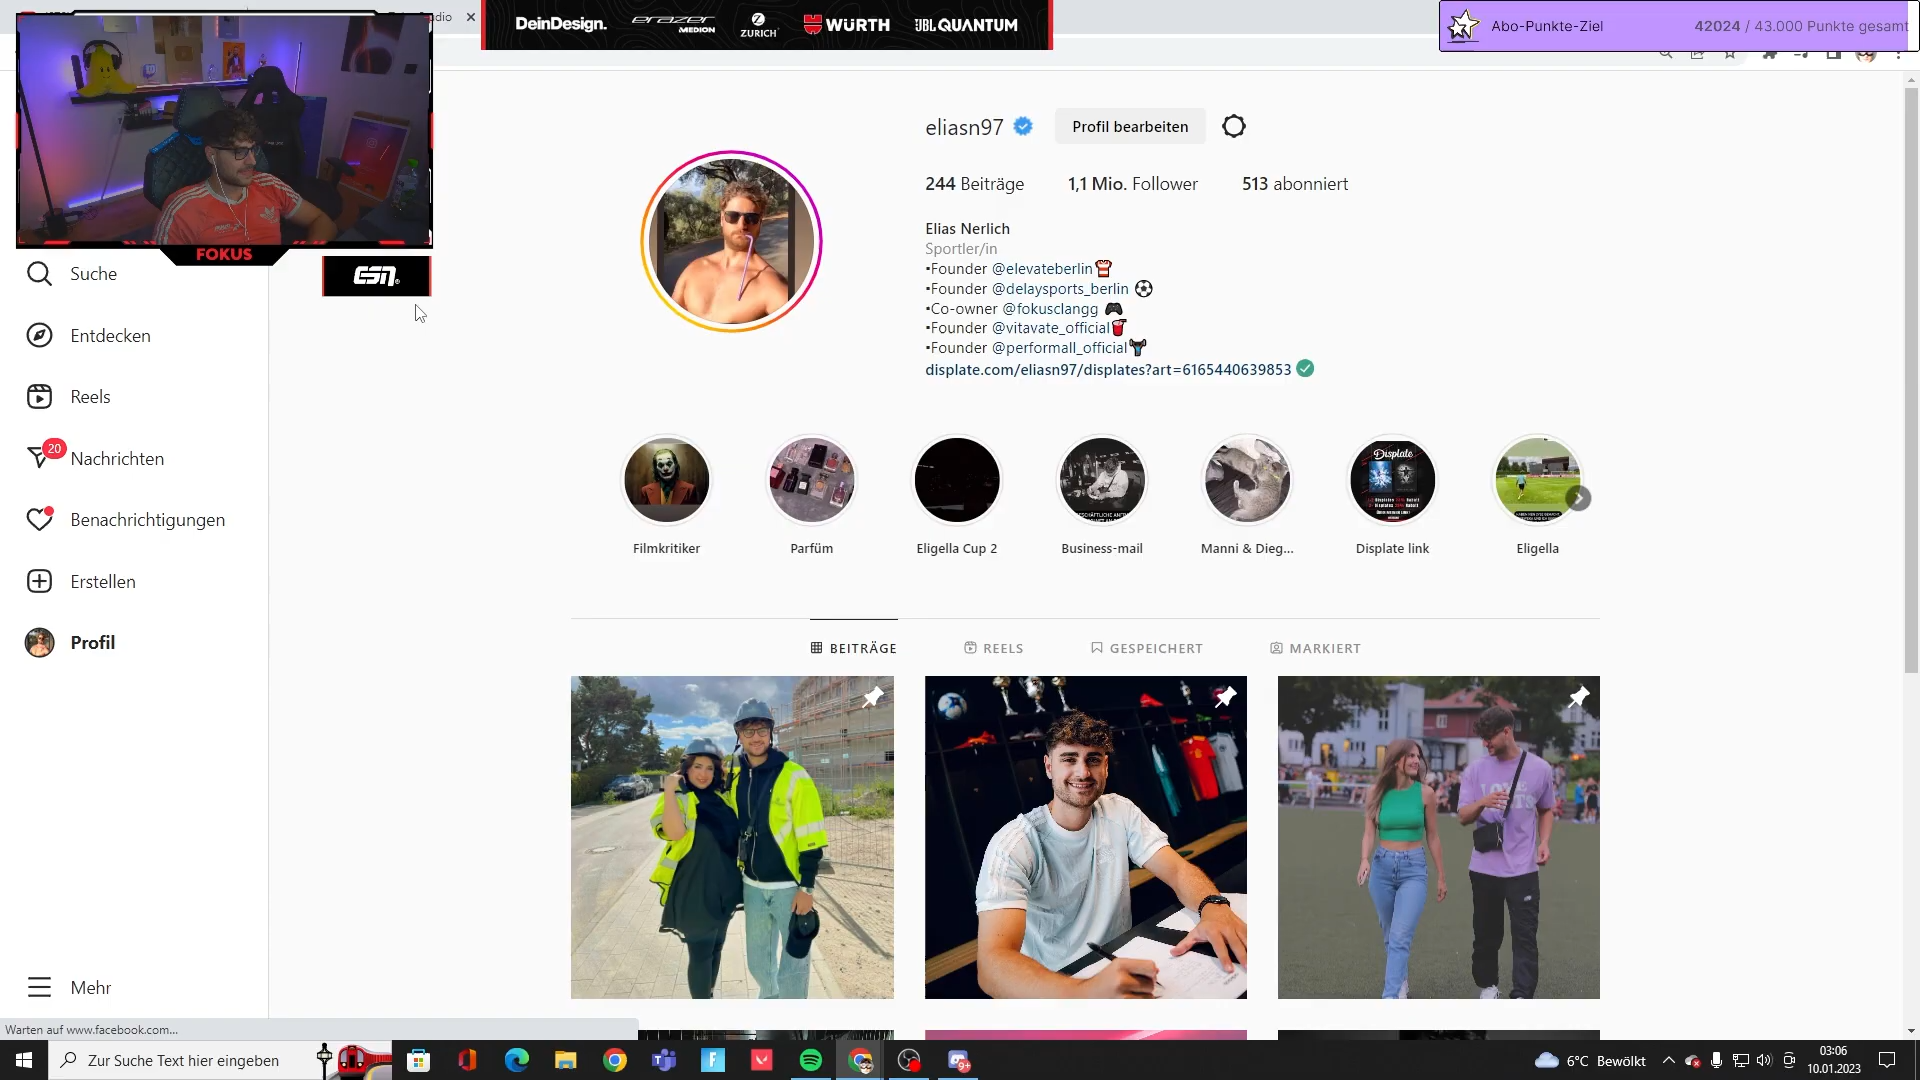 DeinDesign.
erazer
MEDION
ZURICH
WÜRTH
JBL QUANTUM
Abo-Punkte-Ziel
42024 / 43.000 Punkte gesamt
FOKUS
ESN
eliasn97
Profil bearbeiten
244 Beiträge
1,1 Mio. Follower
513 abonniert
Elias Nerlich
Sportler/in
•Founder @elevateberlin
•Founder @delaysports_berlin
•Co-owner @fokusclangg
•Founder @vitavate_official
•Founder @performall_official
displate.com/eliasn97/displates?art=6165440639853
Suche
Entdecken
Reels
20
Nachrichten
Benachrichtigungen
Erstellen
Profil
Mehr
Displate
Filmkritiker
Parfüm
Eligella Cup 2
Business-mail
Manni & Dieg...
Displate link
Eligella
BEITRÄGE
REELS
GESPEICHERT
MARKIERT
Warten auf www.facebook.com...
Zur Suche Text hier eingeben
9+
6°C Bewölkt
03:06
10.01.2023